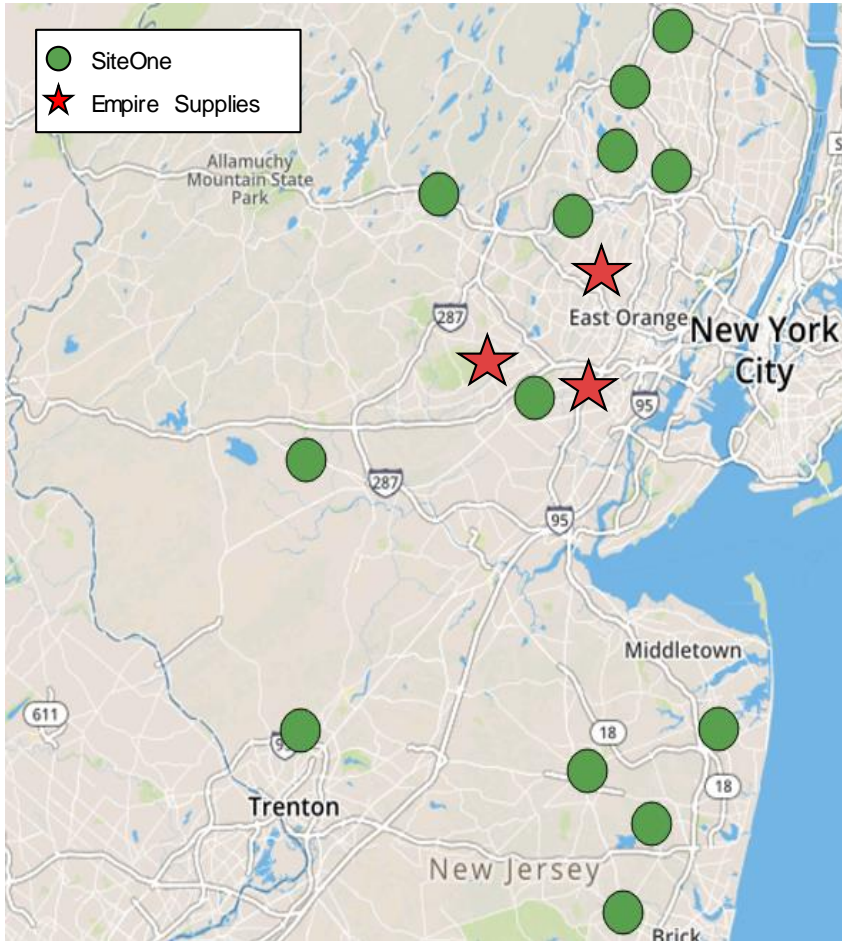 SiteOne
Empire Supplies
Allamuchy
Mountain State
Park
S
287
East Orange
New York
City
95
287
95
Middletown
611
18
18
Trenton
New Jersey
Brick